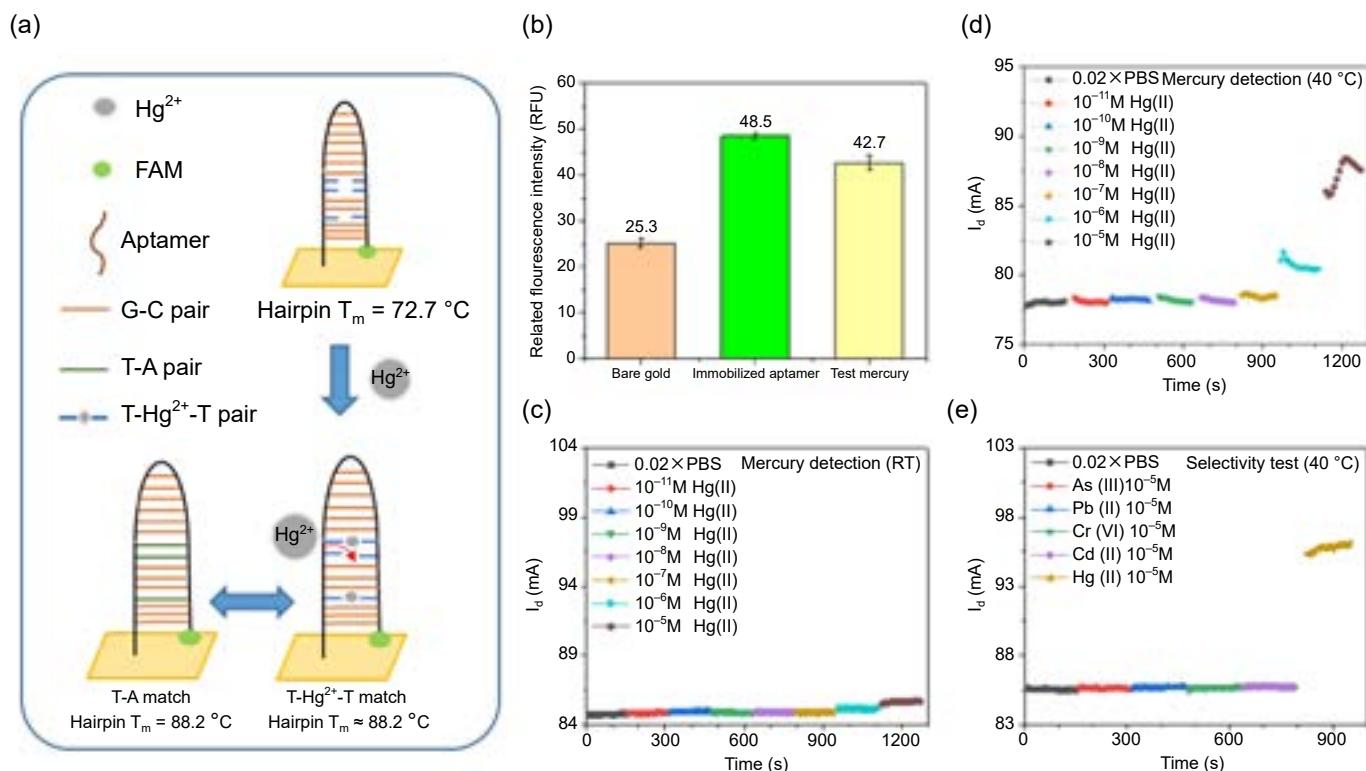 (a)
Hg²⁺
FAM
Aptamer
G-C pair
T-A pair
T-Hg²⁺-T pair
Hairpin Tₘ = 72.7 °C
Hg²⁺
Hg²⁺
T-A match
Hairpin Tₘ = 88.2 °C
T-Hg²⁺-T match
Hairpin Tₘ ≈ 88.2 °C
(b)
Related flourescence intensity (RFU)
60
50
40
30
20
10
0
25.3
48.5
42.7
Bare gold
Immobilized aptamer
Test mercury
(c)
I_d (mA)
104
99
94
89
84
0.02×PBS
Mercury detection (RT)
10⁻¹¹M Hg(II)
10⁻¹⁰M Hg(II)
10⁻⁹M Hg(II)
10⁻⁸M Hg(II)
10⁻⁷M Hg(II)
10⁻⁶M Hg(II)
10⁻⁵M Hg(II)
0 300 600 900 1200
Time (s)
(d)
I_d (mA)
95
90
85
80
75
0.02×PBS
Mercury detection (40 °C)
10⁻¹¹M Hg(II)
10⁻¹⁰M Hg(II)
10⁻⁹M Hg(II)
10⁻⁸M Hg(II)
10⁻⁷M Hg(II)
10⁻⁶M Hg(II)
10⁻⁵M Hg(II)
0 300 600 900 1200
Time (s)
(e)
I_d (mA)
103
98
93
88
83
0.02×PBS
Selectivity test (40 °C)
As (III)10⁻⁵M
Pb (II) 10⁻⁵M
Cr (VI) 10⁻⁵M
Cd (II) 10⁻⁵M
Hg (II) 10⁻⁵M
0 300 600 900
Time (s)